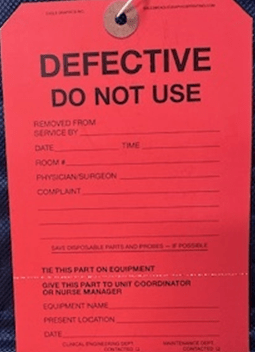 DEFECTIVE
DO NOT USE
REMOVED FROM
SERVICE BY
DATE TIME
ROOM #
PHYSICIAN/SURGEON
COMPLAINT
SAVE DISPOSABLE PARTS AND PROBES — IF POSSIBLE
TIE THIS PART ON EQUIPMENT
GIVE THIS PART TO UNIT COORDINATOR
OR NURSE MANAGER
EQUIPMENT NAME
PRESENT LOCATION
DATE
CLINICAL ENGINEERING DEPT. MAINTENANCE DEPT.
CONTACTED ❑ CONTACTED ❑